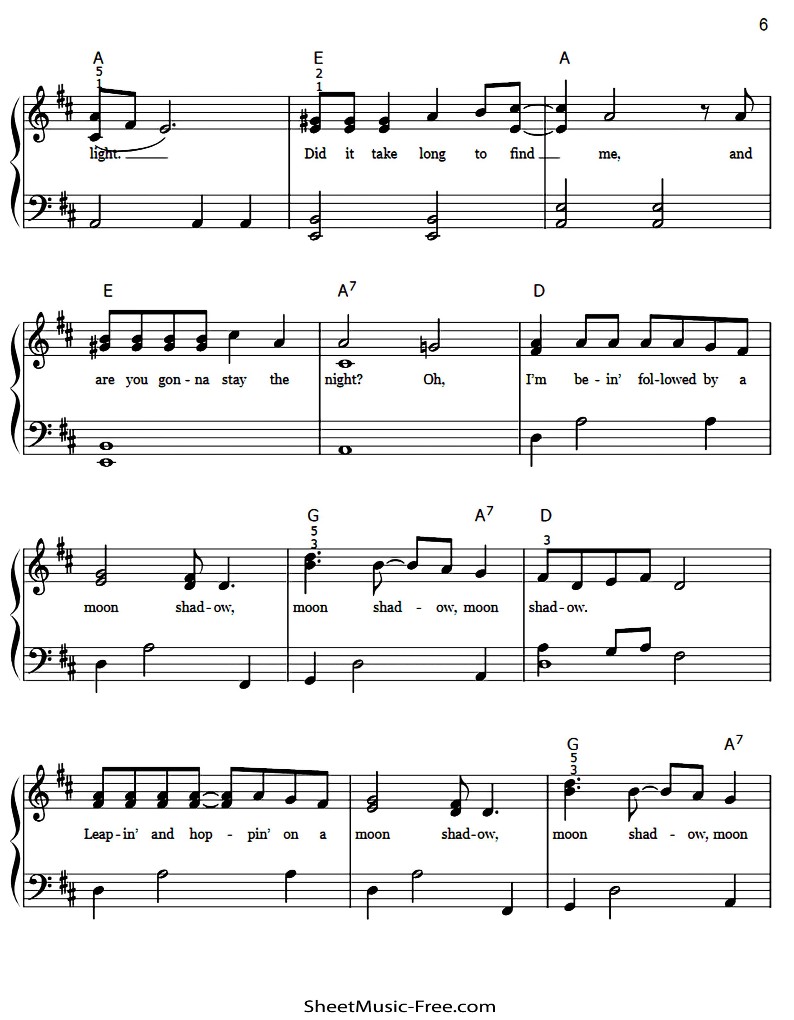 6
A E A
5 2
1 1
light. Did it take long to find me, and
E A7 D
are you gon - na stay the night? Oh, I'm be - in' fol - lowed by a
G A7 D
5
3 3
moon shad - ow, moon shad - ow, moon shad - ow.
G A7
5
3
Leap - in' and hop - pin' on a moon shad - ow, moon shad - ow, moon
SheetMusic-Free.com